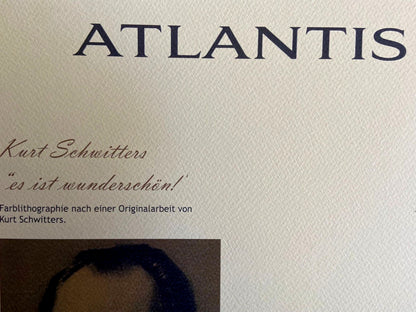 ATLANTIS
Kurt Schwitters
"es ist wunderschön!'
Farblithographie nach einer Originalarbeit von
Kurt Schwitters.